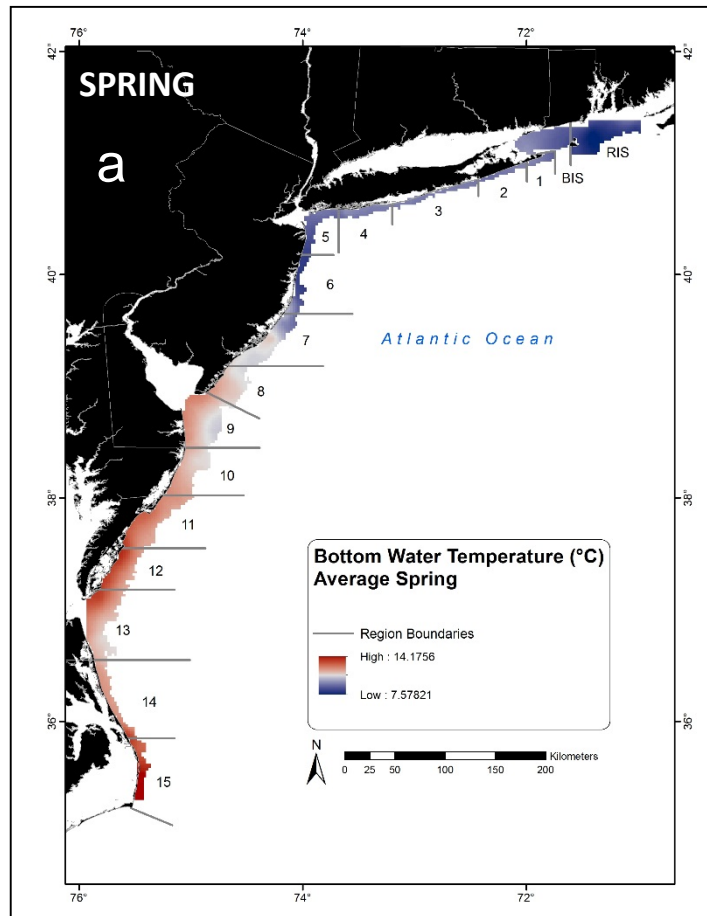 76°
74°
72°
42°
42°
SPRING
a
RIS
BIS
1
2
3
4
5
40°
40°
6
7
Atlantic Ocean
8
9
10
38°
38°
11
12
13
14
15
Bottom Water Temperature (°C)
Average Spring
Region Boundaries
High : 14.1756
Low : 7.57821
36°
36°
N
Kilometers
0 25 50 100 150 200
76°
74°
72°